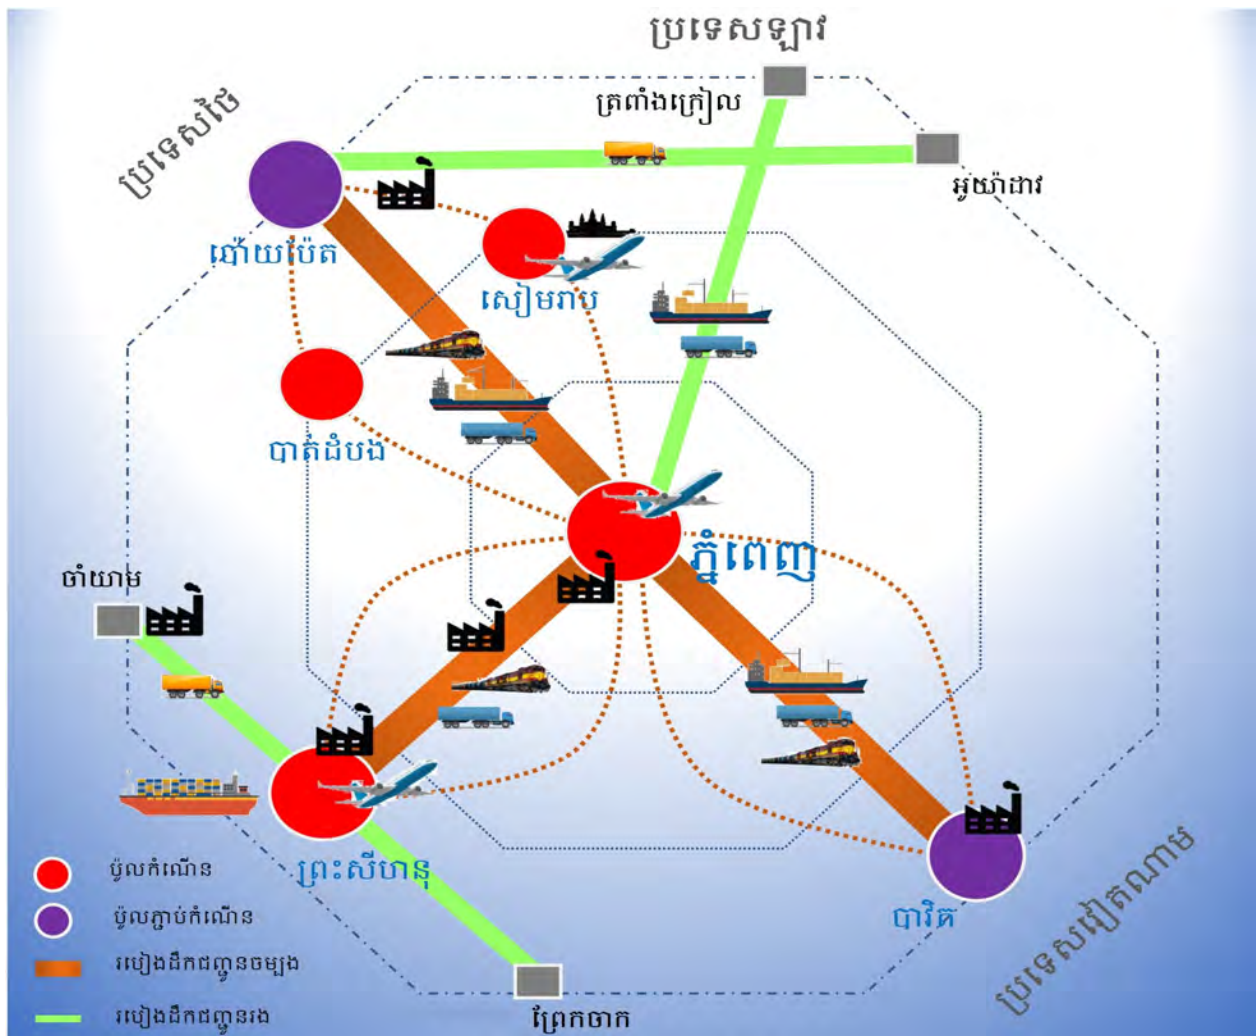 ប្រទេសឡាវ
ត្រពាំងក្រៀល
ប្រទេសថៃ
អូយ៉ាដាវ
ប៉ោយប៉ែត
សៀមរាប
បាត់ដំបង
ភ្នំពេញ
ចាំយាម
ព្រះសីហនុ
បាវិត
ប្រទេសវៀតណាម
ព្រែកចាក
ប៉ូលកំណើន
ប៉ូលភ្ជាប់កំណើន
របៀងដឹកជញ្ជូនចម្បង
របៀងដឹកជញ្ជូនរង